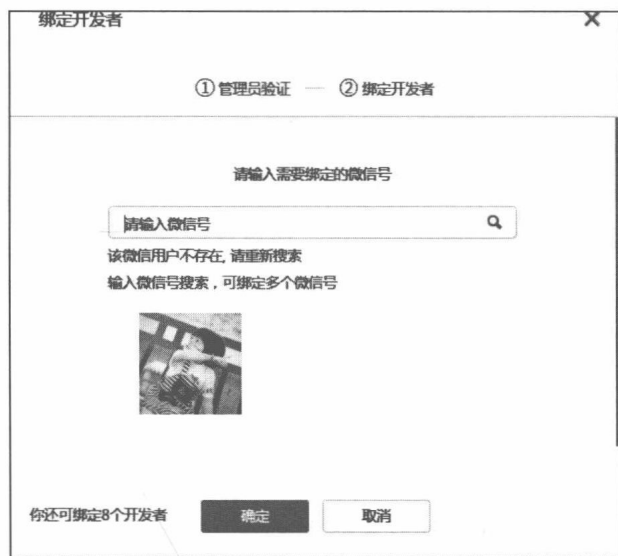 绑定开发者
①管理员验证 — ②绑定开发者
请输入需要绑定的微信号
请输入微信号
该微信用户不存在,请重新搜索
输入微信号搜索,可绑定多个微信号
你还可绑定8个开发者 确定 取消